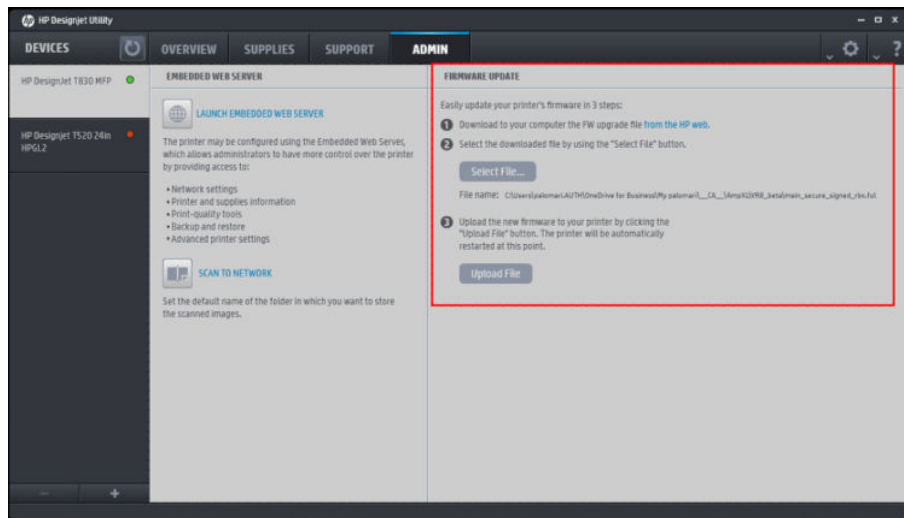 HP Designjet Utility
DEVICES
OVERVIEW
SUPPLIES
SUPPORT
ADMIN
?
HP DesignJet T830 MFP
HP Designjet T520 24in
HPGL2
EMBEDDED WEB SERVER
LAUNCH EMBEDDED WEB SERVER
The printer may be configured using the Embedded Web Server,
which allows administrators to have more control over the printer
by providing access to:
• Network settings
• Printer and supplies information
• Print-quality tools
• Backup and restore
• Advanced printer settings
SCAN TO NETWORK
Set the default name of the folder in which you want to store
the scanned images.
FIRMWARE UPDATE
Easily update your printer's firmware in 3 steps:
1 Download to your computer the FW upgrade file from the HP web.
2 Select the downloaded file by using the "Select File" button.
Select File...
File name: for Business\My
3 Upload the new firmware to your printer by clicking the
"Upload File" button. The printer will be automatically
restarted at this point.
Upload File